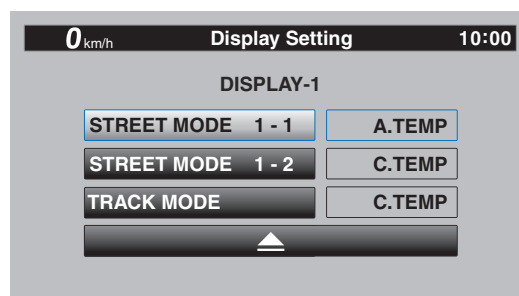 0 km/h Display Setting 10:00
DISPLAY-1
STREET MODE 1 - 1 A.TEMP
STREET MODE 1 - 2 C.TEMP
TRACK MODE C.TEMP